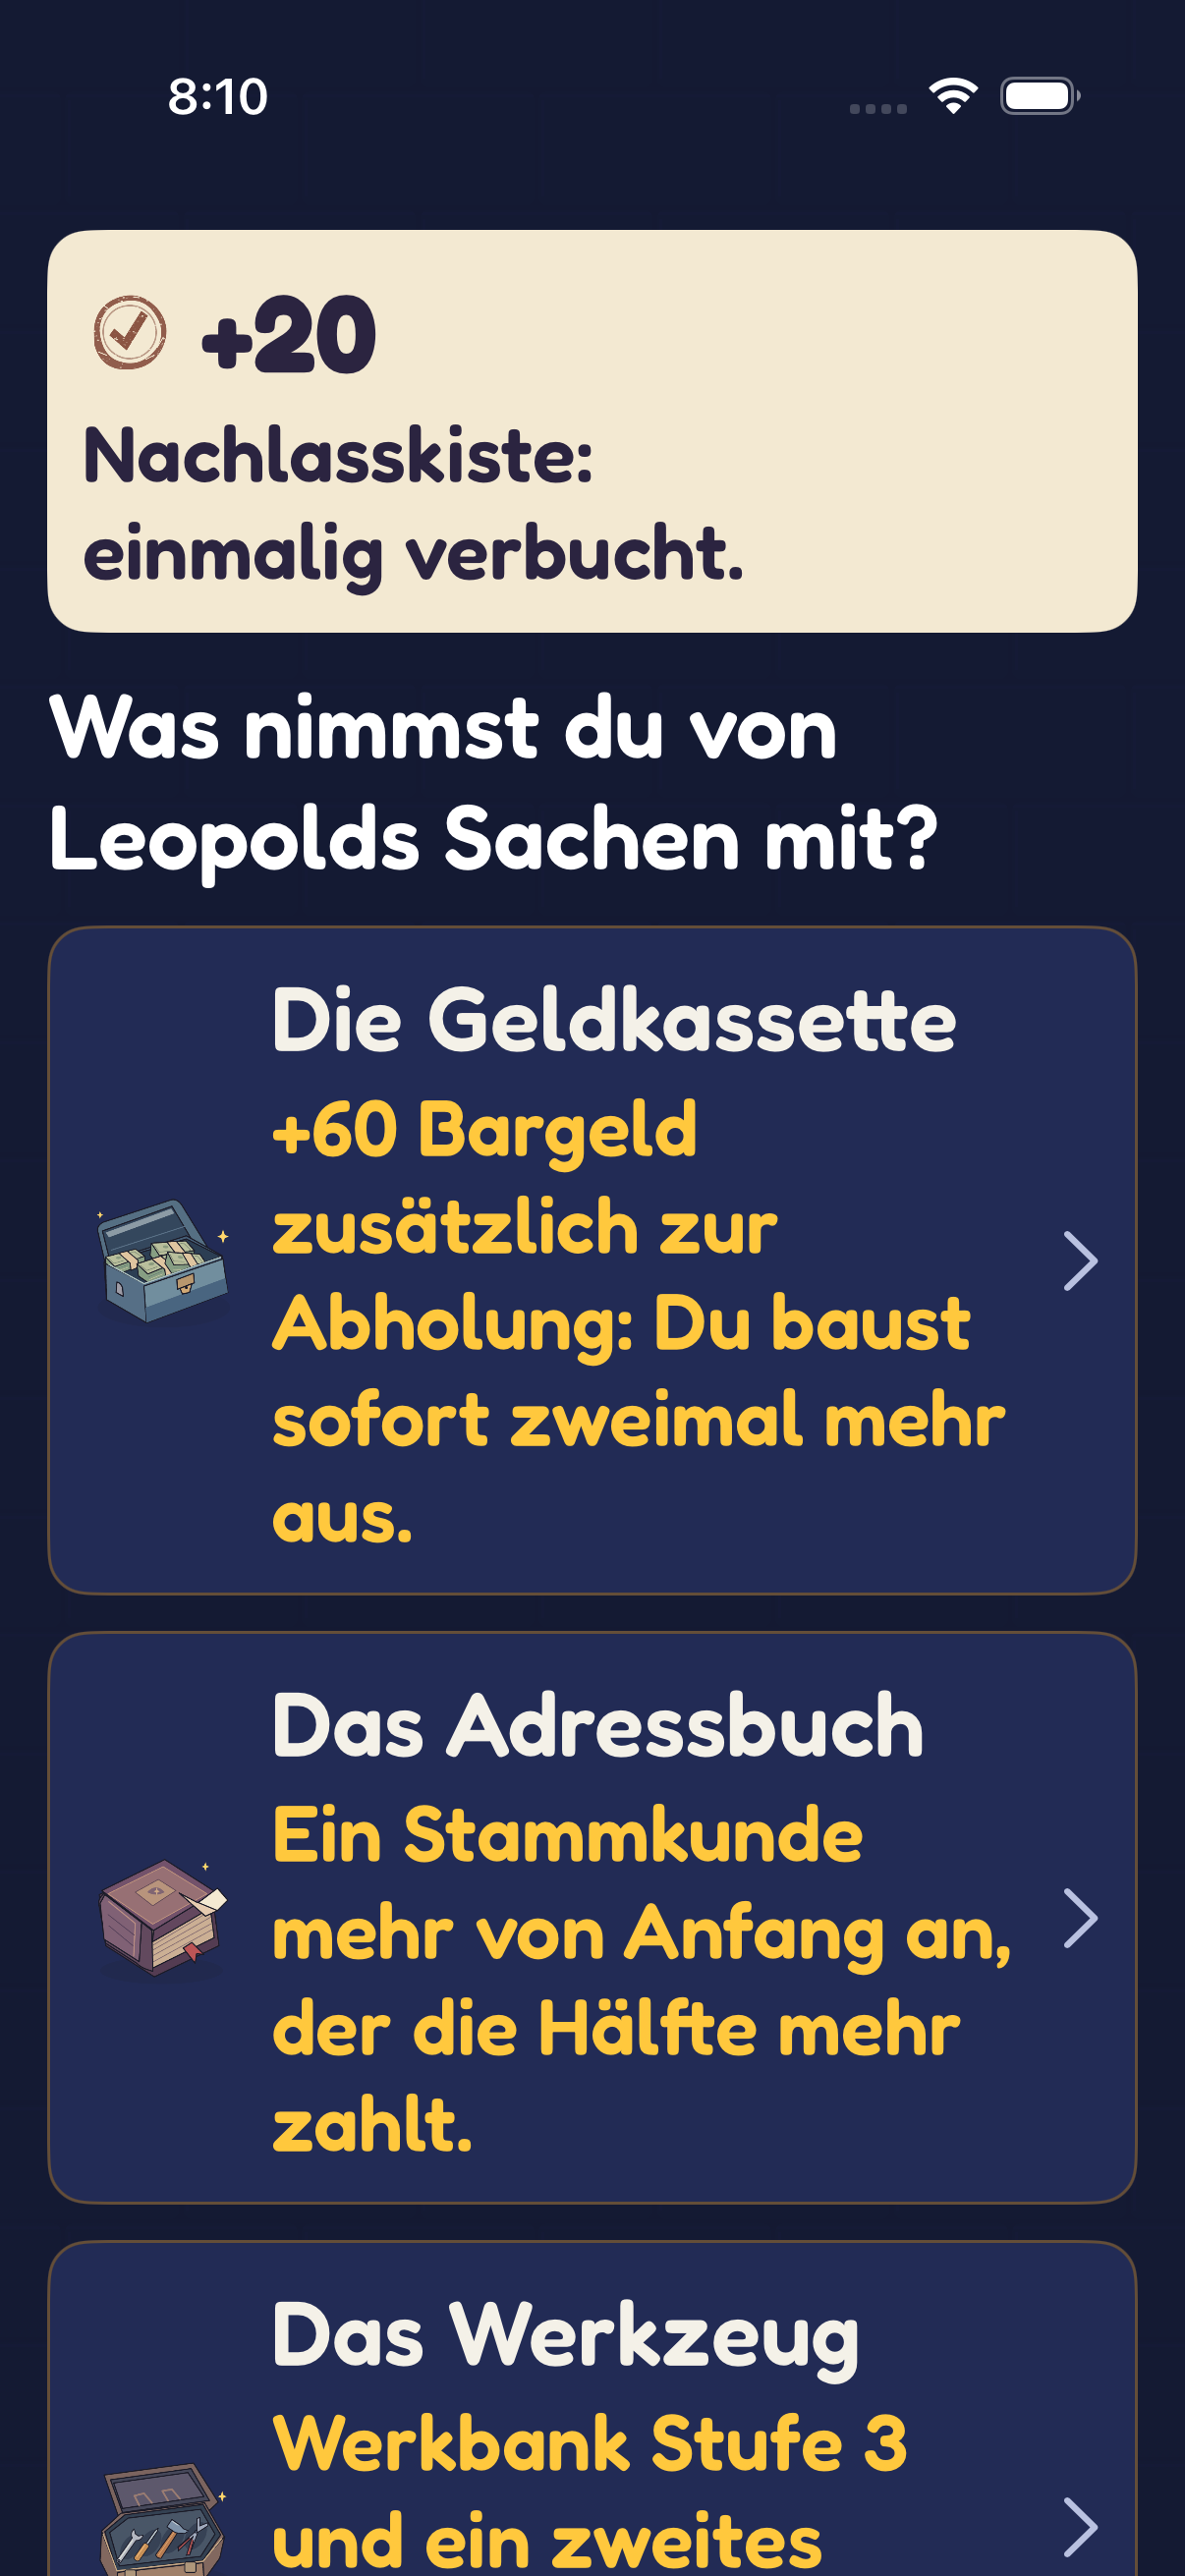 8:10
+20
Nachlasskiste:
einmalig verbucht.
Was nimmst du von
Leopolds Sachen mit?
Die Geldkassette
+60 Bargeld
zusätzlich zur
Abholung: Du baust
sofort zweimal mehr
aus.
Das Adressbuch
Ein Stammkunde
mehr von Anfang an,
der die Hälfte mehr
zahlt.
Das Werkzeug
Werkbank Stufe 3
und ein zweites